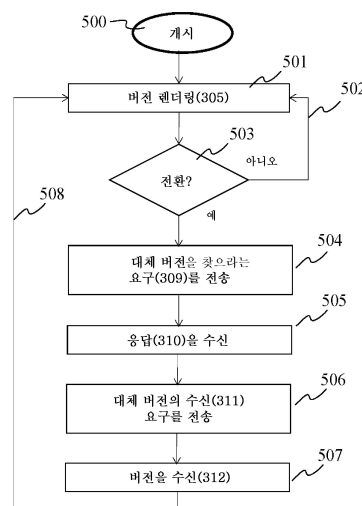 500
개시
501
버전 렌더링(305)
502
503
전환?
아니오
예
508
504
대체 버전을 찾으라는
요구(309)를 전송
505
응답(310)을 수신
506
대체 버전의 수신(311)
요구를 전송
507
버전을 수신(312)